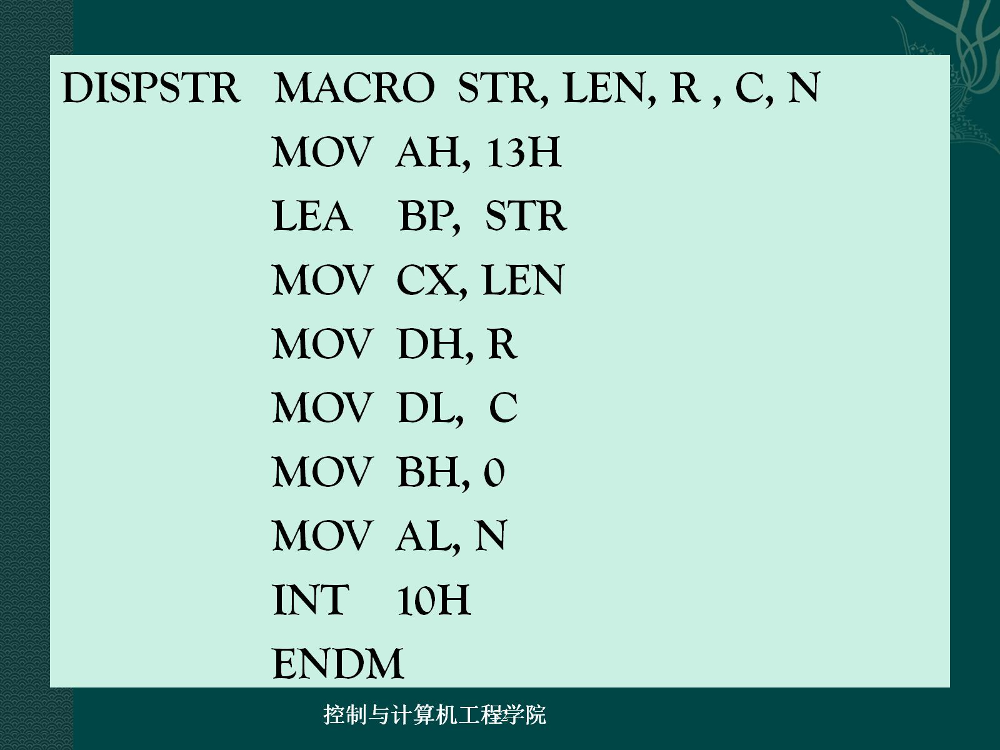 DISPSTR MACRO STR, LEN, R , C, N
MOV AH, 13H
LEA BP, STR
MOV CX, LEN
MOV DH, R
MOV DL, C
MOV BH, 0
MOV AL, N
INT 10H
ENDM
控制与计算机工程学院